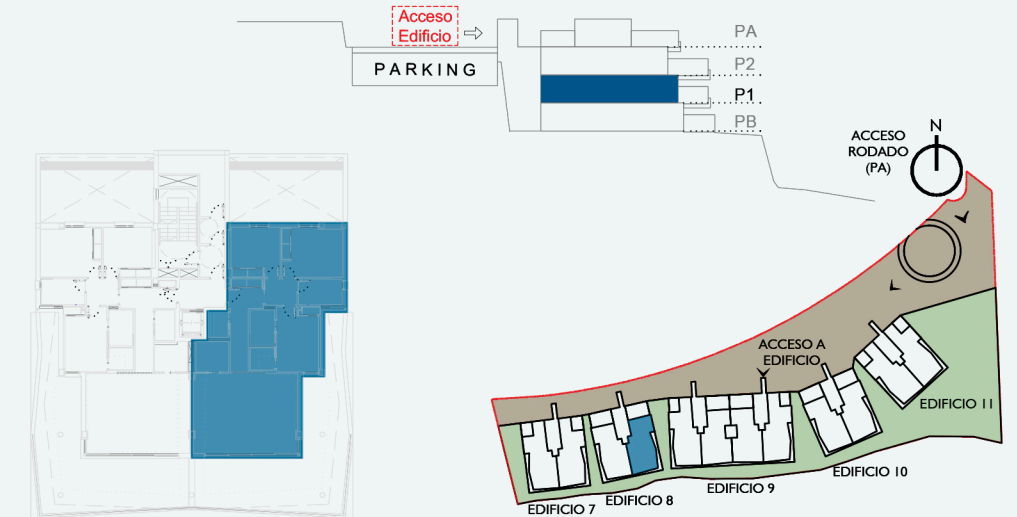 Acceso
Edificio
PARKING
PA
P2
P1
PB
ACCESO
RODADO
(PA)
N
ACCESO A
EDIFICIO
EDIFICIO 11
EDIFICIO 10
EDIFICIO 9
EDIFICIO 8
EDIFICIO 7